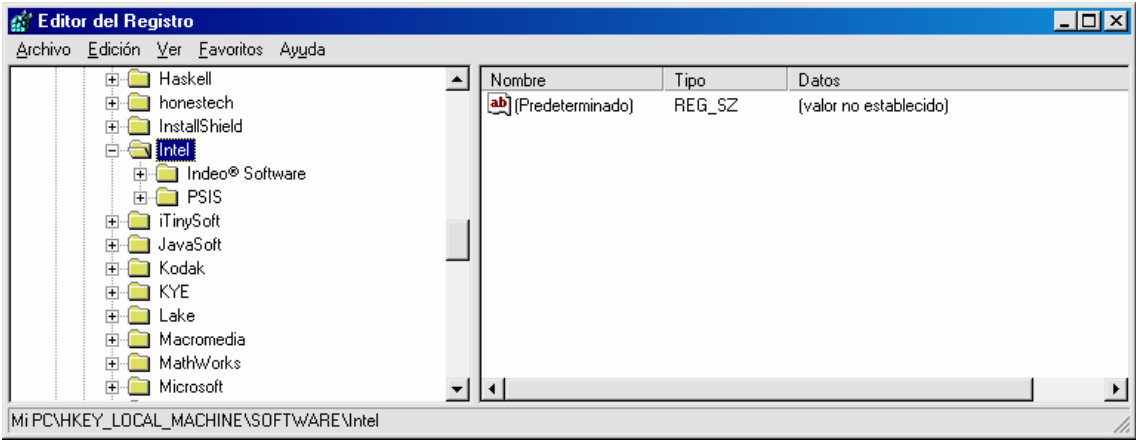 Editor del Registro
Archivo Edición Ver Favoritos Ayuda
Haskell
honestech
InstallShield
Intel
Indeo® Software
PSIS
iTinySoft
JavaSoft
Kodak
KYE
Lake
Macromedia
MathWorks
Microsoft
Nombre Tipo Datos
ab (Predeterminado) REG_SZ (valor no establecido)
Mi PC\HKEY_LOCAL_MACHINE\SOFTWARE\Intel